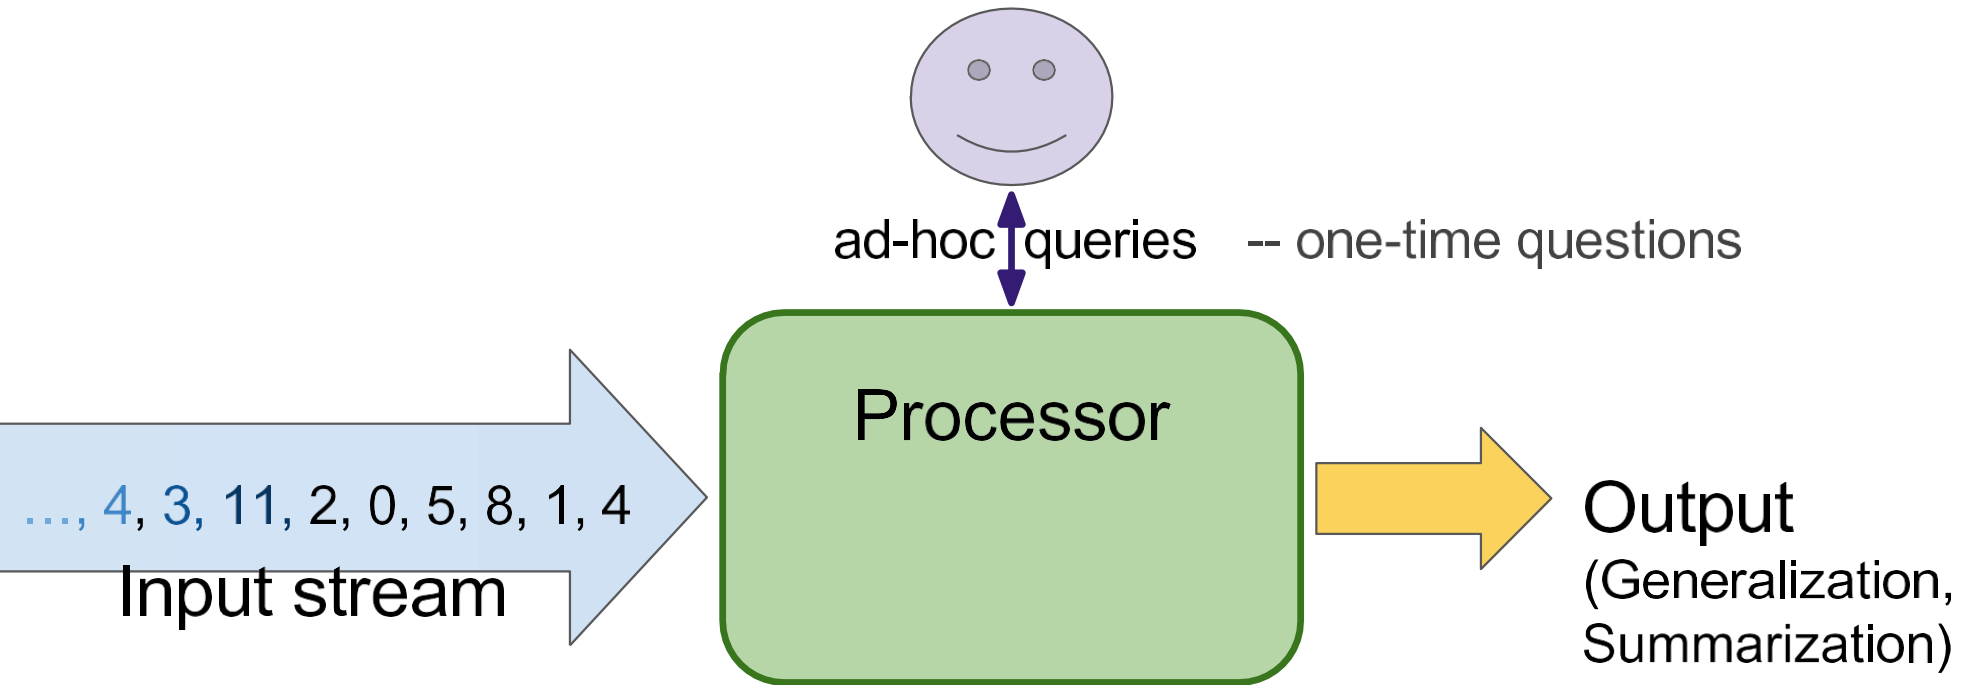 ad-hoc queries -- one-time questions
Processor
..., 4, 3, 11, 2, 0, 5, 8, 1, 4
Input stream
Output
(Generalization,
Summarization)